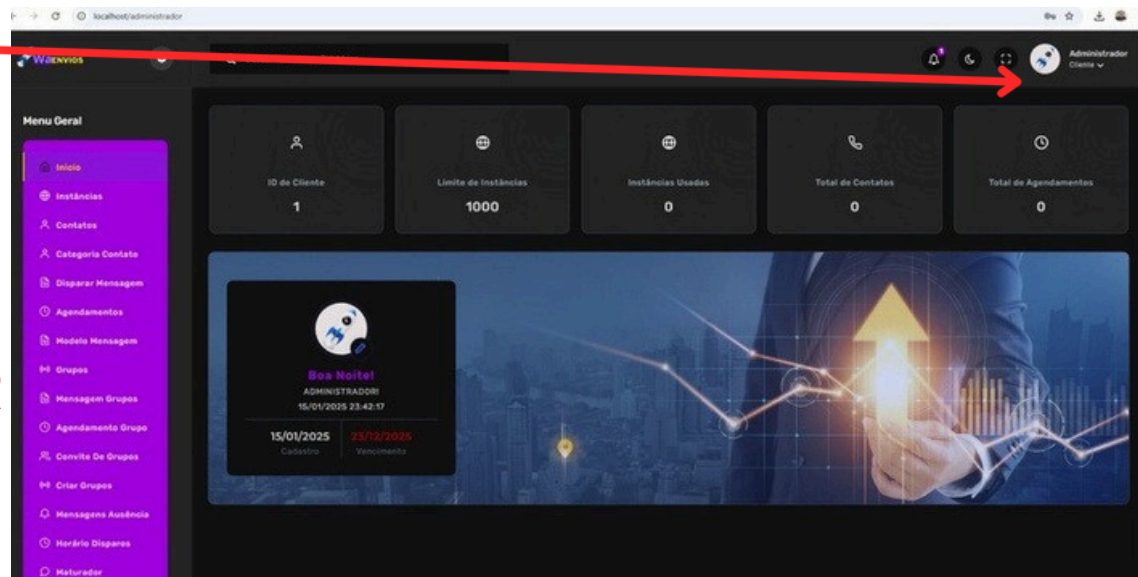 localhost/administrador
WaENVIOS
1
Administrador
Cliente
Menu Geral
Início
Instâncias
Contatos
Categoria Contato
Disparar Mensagem
Agendamentos
Modelo Mensagem
Grupos
Mensagem Grupos
Agendamento Grupo
Convite De Grupos
Criar Grupos
Mensagens Ausência
Horário Disparos
Maturador
ID de Cliente
1
Limite de Instâncias
1000
Instâncias Usadas
0
Total de Contatos
0
Total de Agendamentos
0
Boa Noite!
ADMINISTRADOR!
15/01/2025 23:42:17
15/01/2025
Cadastro
23/12/2025
Vencimento